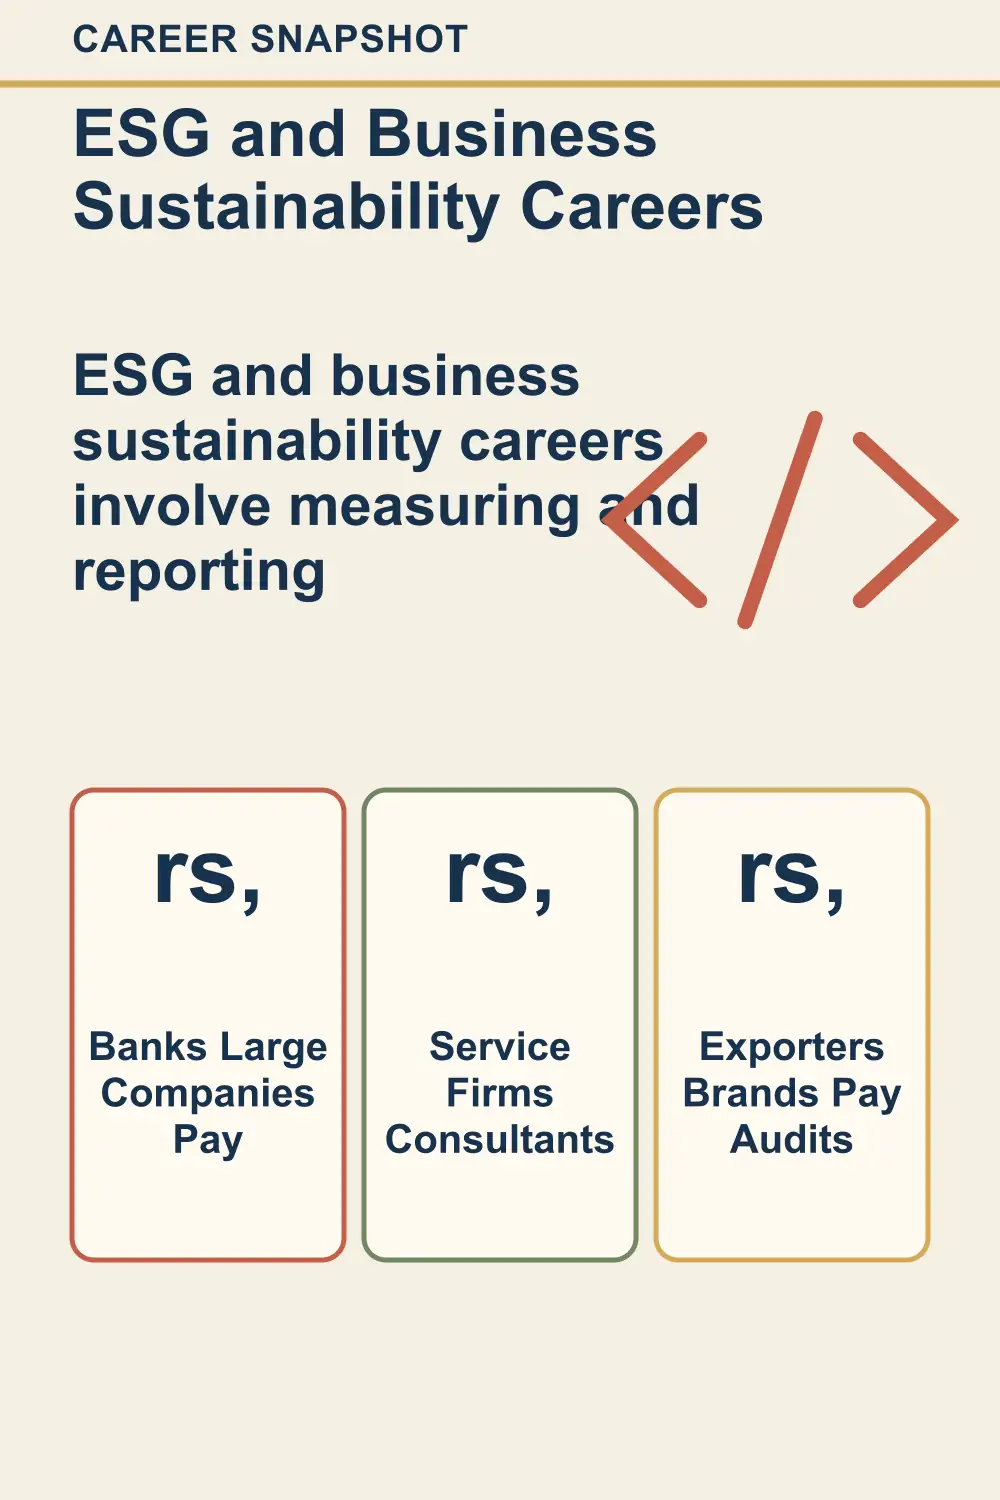 CAREER SNAPSHOT
ESG and Business
Sustainability Careers
ESG and business
sustainability careers
involve measuring and
reporting
</>
rs,
Banks Large
Companies
Pay
rs,
Service
Firms
Consultants
rs,
Exporters
Brands Pay
Audits